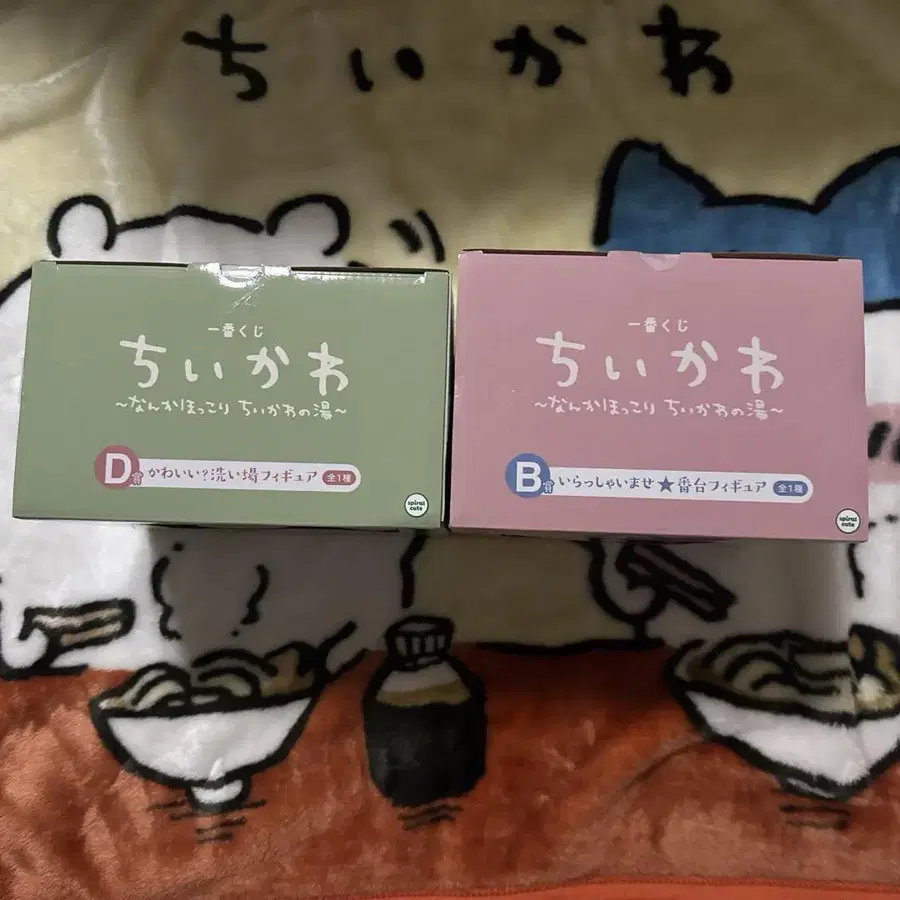 ちいかわ
一番くじ
ちいかわ
～なんかほっこり ちいかわの湯～
D賞 かわいい?洗い場フィギュア 全1種
spiral cute
一番くじ
ちいかわ
～なんかほっこり ちいかわの湯～
B賞 いらっしゃいませ★番台フィギュア 全1種
spiral cute